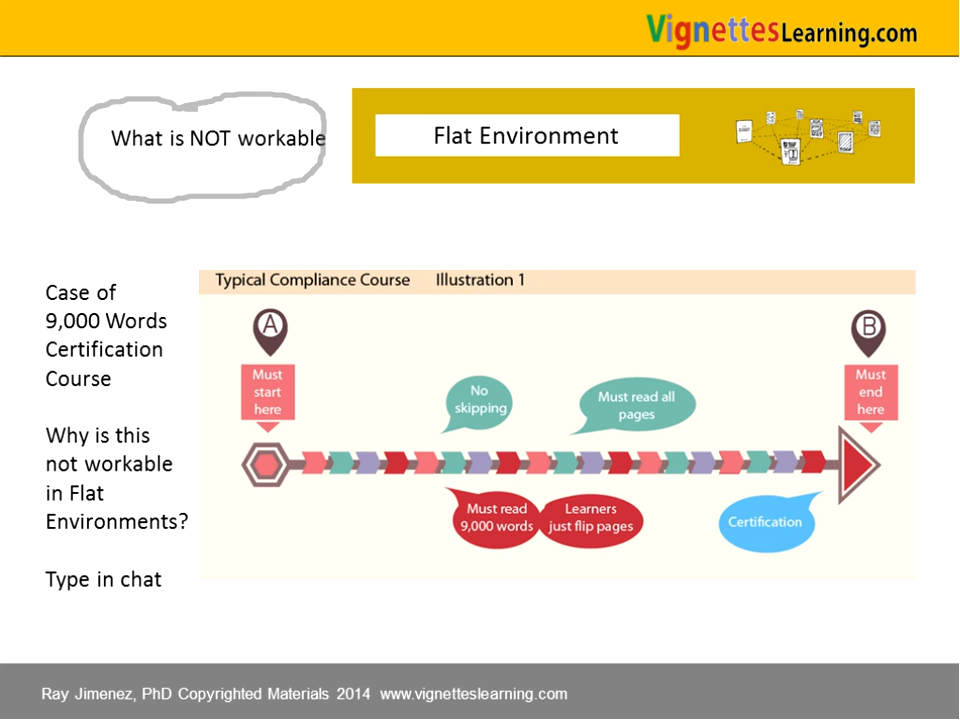 VignettesLearning.com
What is NOT workable
Flat Environment
Case of
9,000 Words
Certification
Course
Why is this
not workable
in Flat
Environments?
Type in chat
Typical Compliance Course Illustration 1
A
B
Must
start
here
No
skipping
Must read all
pages
Must
end
here
Must read
9,000 words
Learners
just flip pages
Certification
Ray Jimenez, PhD Copyrighted Materials 2014 www.vignetteslearning.com